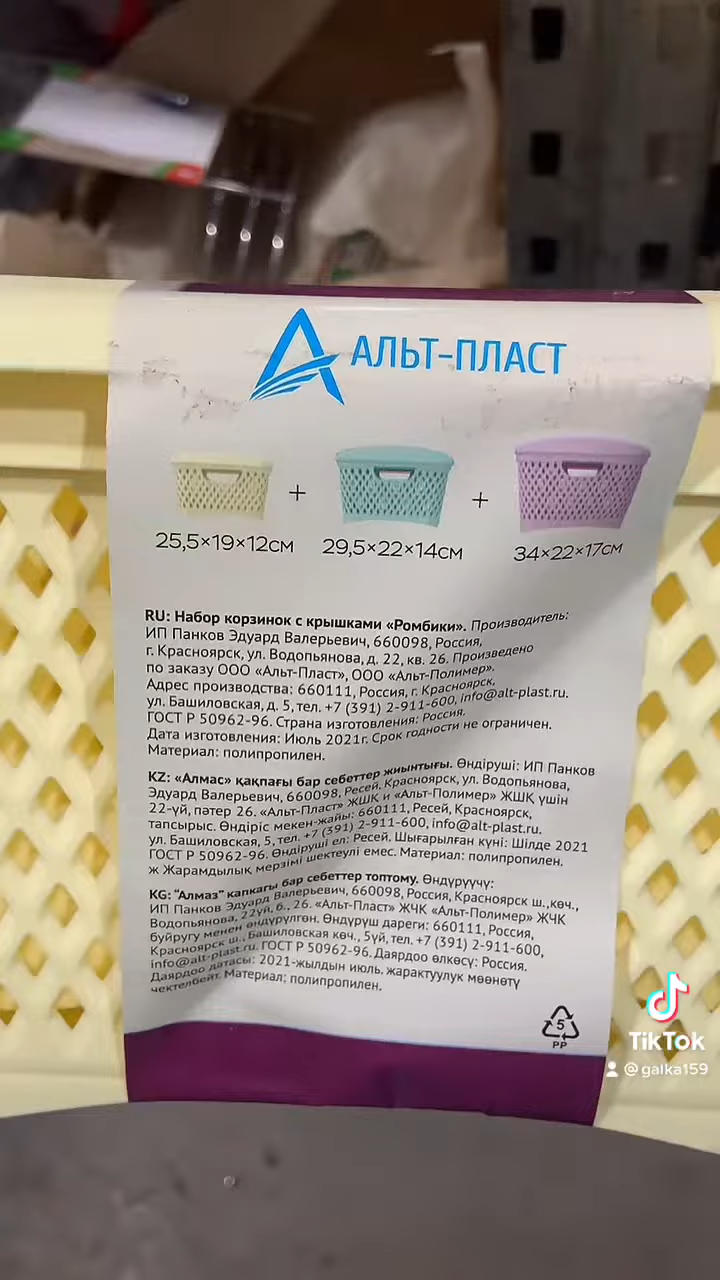 АЛЬТ-ПЛАСТ
25,5×19×12см + 29,5×22×14см + 34×22×17см
RU: Набор корзинок с крышками «Ромбики». Производитель:
ИП Панков Эдуард Валерьевич, 660098, Россия,
г. Красноярск, ул. Водопьянова, д. 22, кв. 26. Произведено
по заказу ООО «Альт-Пласт», ООО «Альт-Полимер».
Адрес производства: 660111, Россия, г. Красноярск,
ул. Башиловская, д. 5, тел. +7 (391) 2-911-600, info@alt-plast.ru.
ГОСТ Р 50962-96. Страна изготовления: Россия.
Дата изготовления: Июль 2021г. Срок годности не ограничен.
Материал: полипропилен.
KZ: «Алмас» қақпағы бар себеттер жиынтығы. Өндіруші: ИП Панков
Эдуард Валерьевич, 660098, Ресей, Красноярск, ул. Водопьянова,
22-үй, пәтер 26. «Альт-Пласт» ЖШҚ и «Альт-Полимер» ЖШҚ үшін
тапсырыс. Өндіріс мекен-жайы: 660111, Ресей, Красноярск,
ул. Башиловская, 5, тел. +7 (391) 2-911-600, info@alt-plast.ru.
ГОСТ Р 50962-96. Өндіруші ел: Ресей. Шығарылған күні: Шілде 2021
ж Жарамдылық мерзімі шектеулі емес. Материал: полипропилен.
KG: "Алмаз" капкагы бар себеттер топтому. Өндүрүүчү:
ИП Панков Эдуард Валерьевич, 660098, Россия, Красноярск ш.,көч.,
Водопьянова, 22үй, б., 26. «Альт-Пласт» ЖЧК «Альт-Полимер» ЖЧК
буйругу менен өндүрүлгөн. Өндүрүш дареги: 660111, Россия,
Красноярск ш., Башиловская көч., 5үй, тел. +7 (391) 2-911-600,
info@alt-plast.ru. ГОСТ Р 50962-96. Даярдоо өлкөсү: Россия.
Даярдоо датасы: 2021-жылдын июль. жарактуулук мөөнөтү
чектелбейт. Материал: полипропилен.
5
PP
TikTok
@galka159